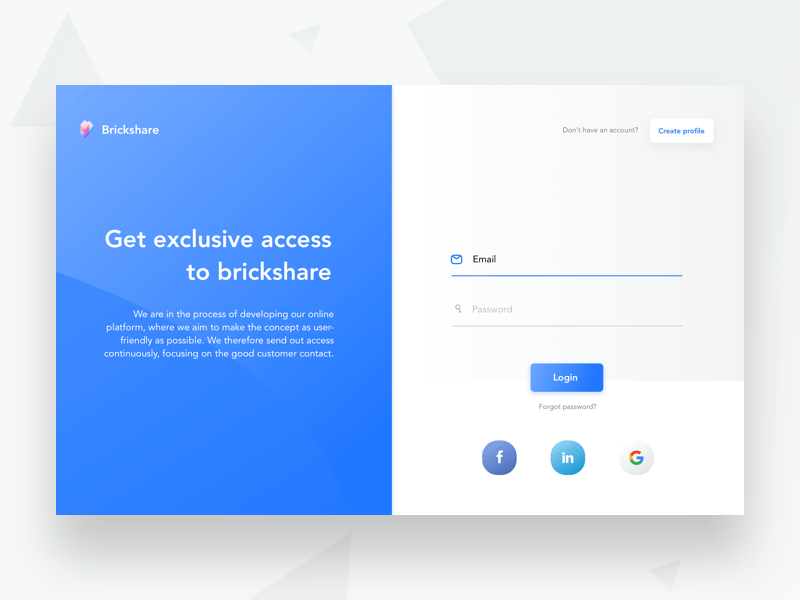 Brickshare
Get exclusive access
to brickshare
We are in the process of developing our online
platform, where we aim to make the concept as user-
friendly as possible. We therefore send out access
continuously, focusing on the good customer contact.
Don't have an account?
Create profile
Email
Password
Login
Forgot password?
f
in
G